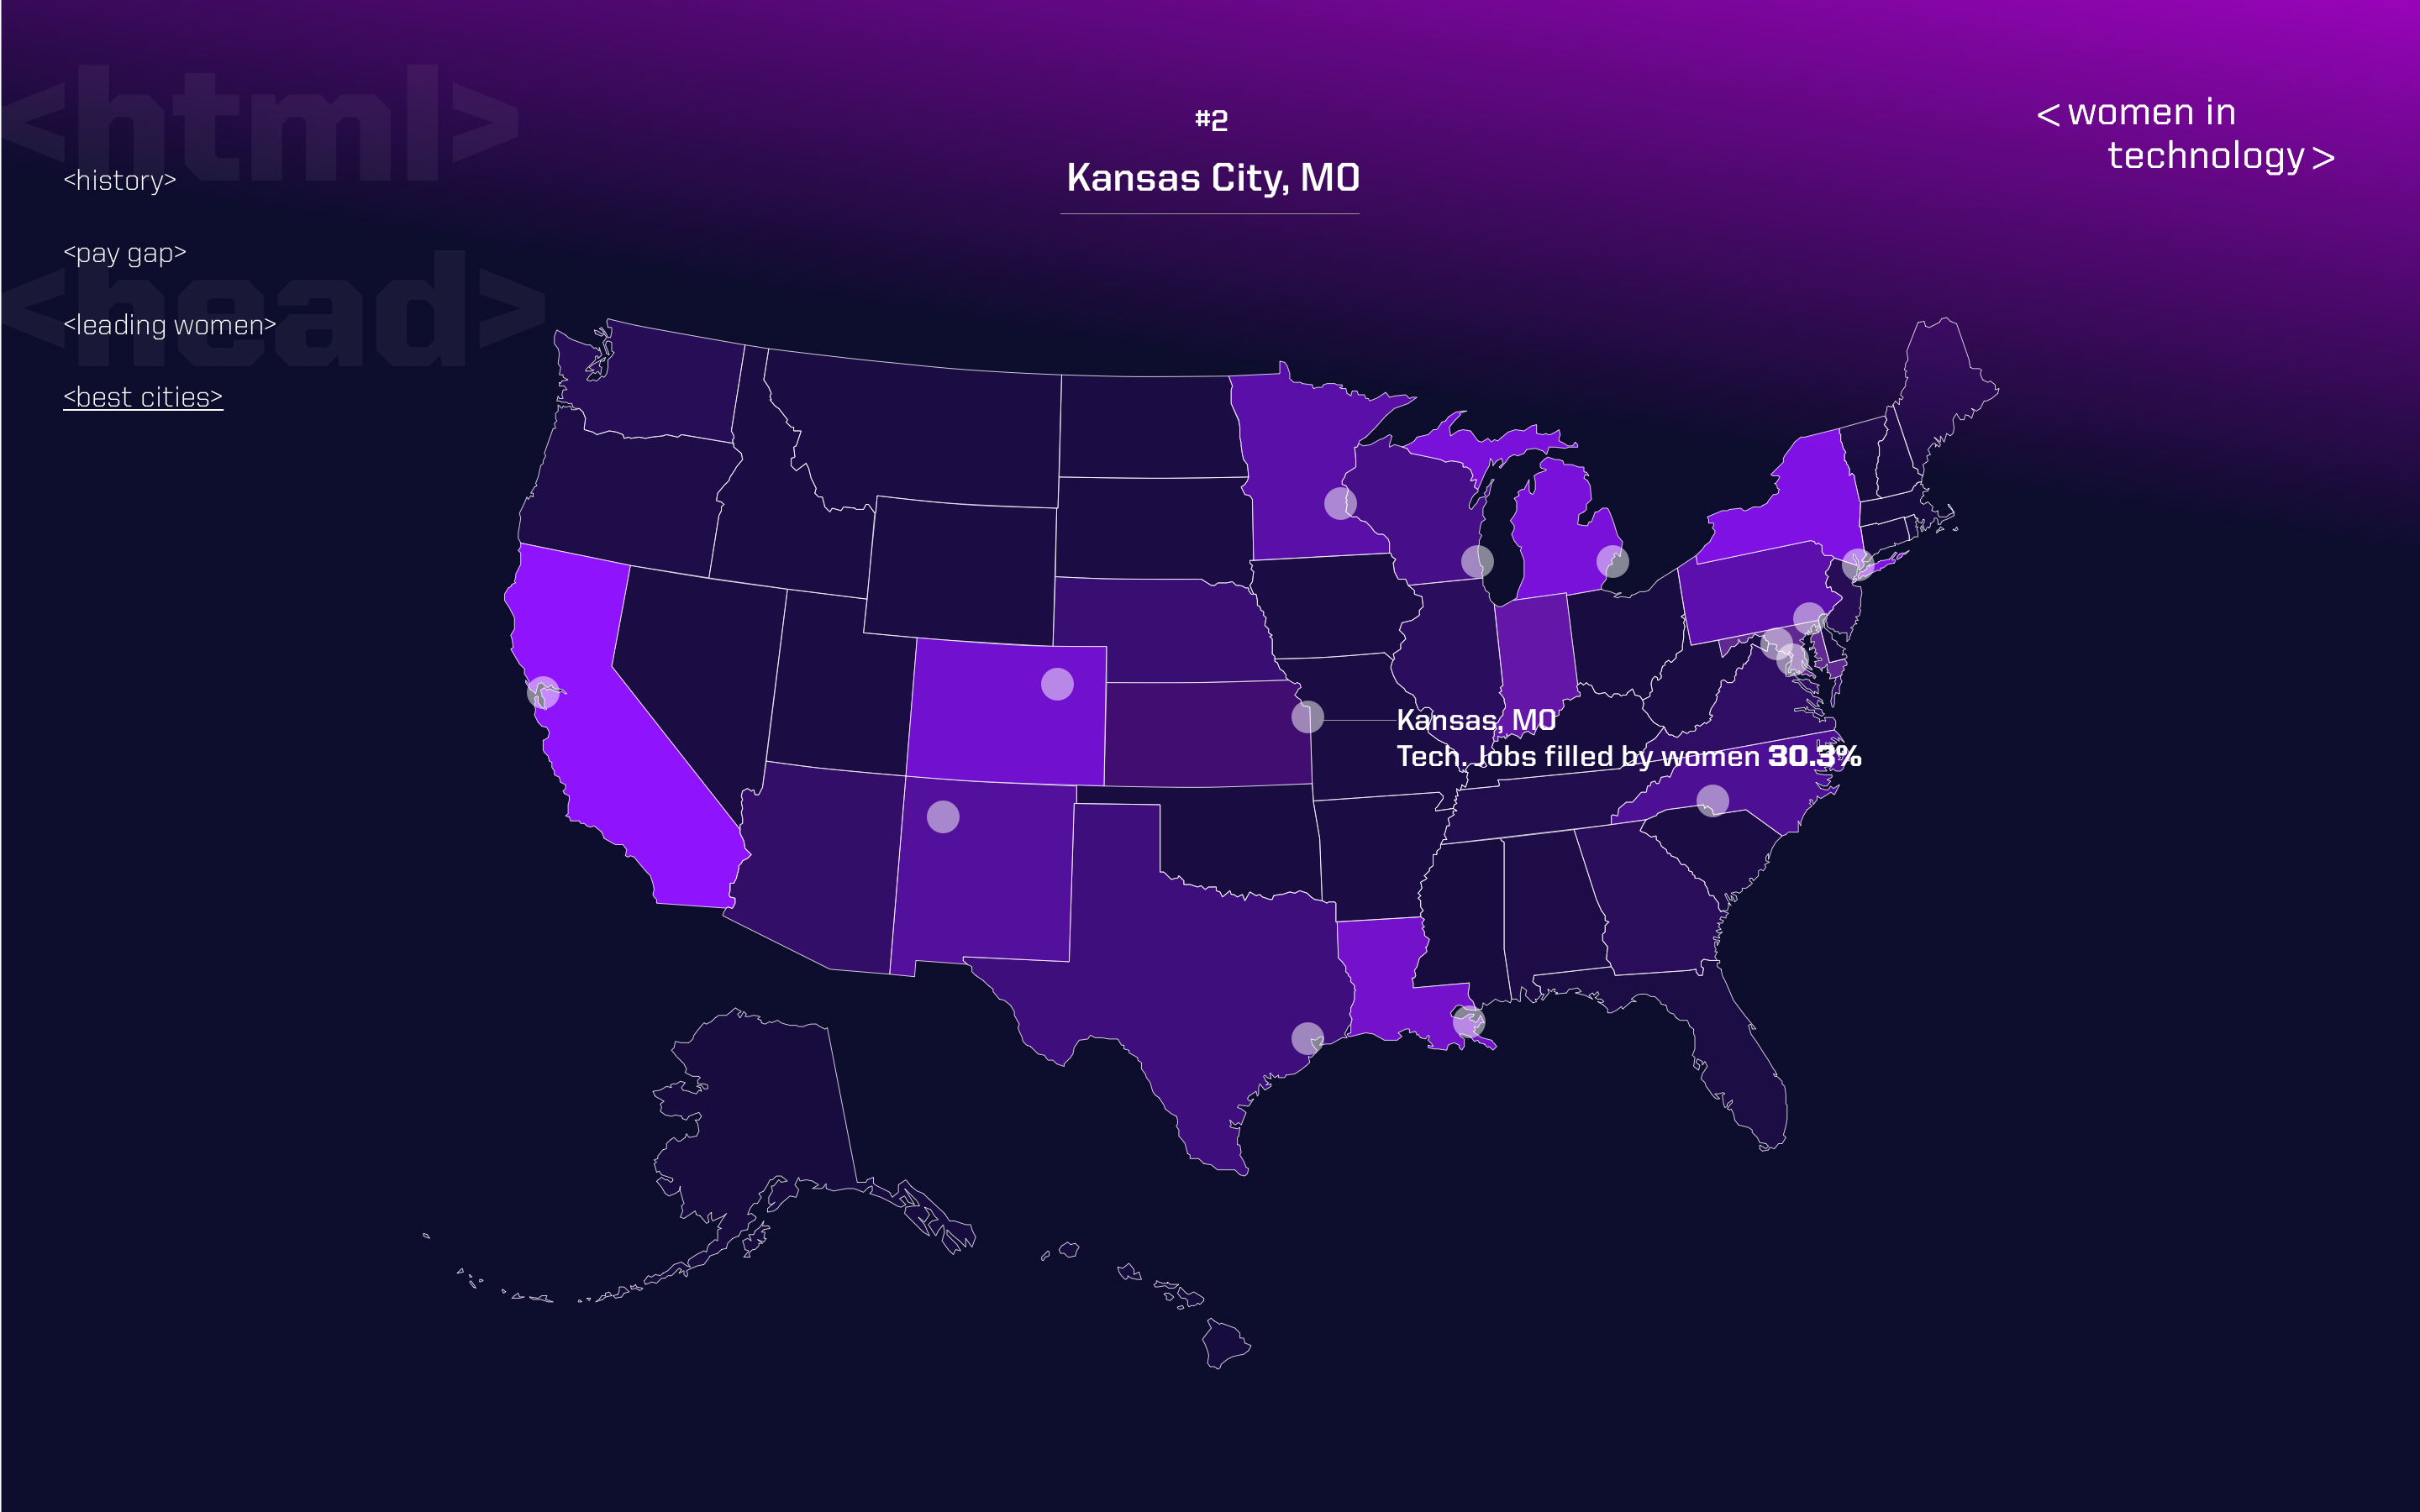 <html>
<head>
<history>
<pay gap>
<leading women>
<best cities>
#2
Kansas City, MO
< women in
technology >
Kansas, MO
Tech. Jobs filled by women 30.3%